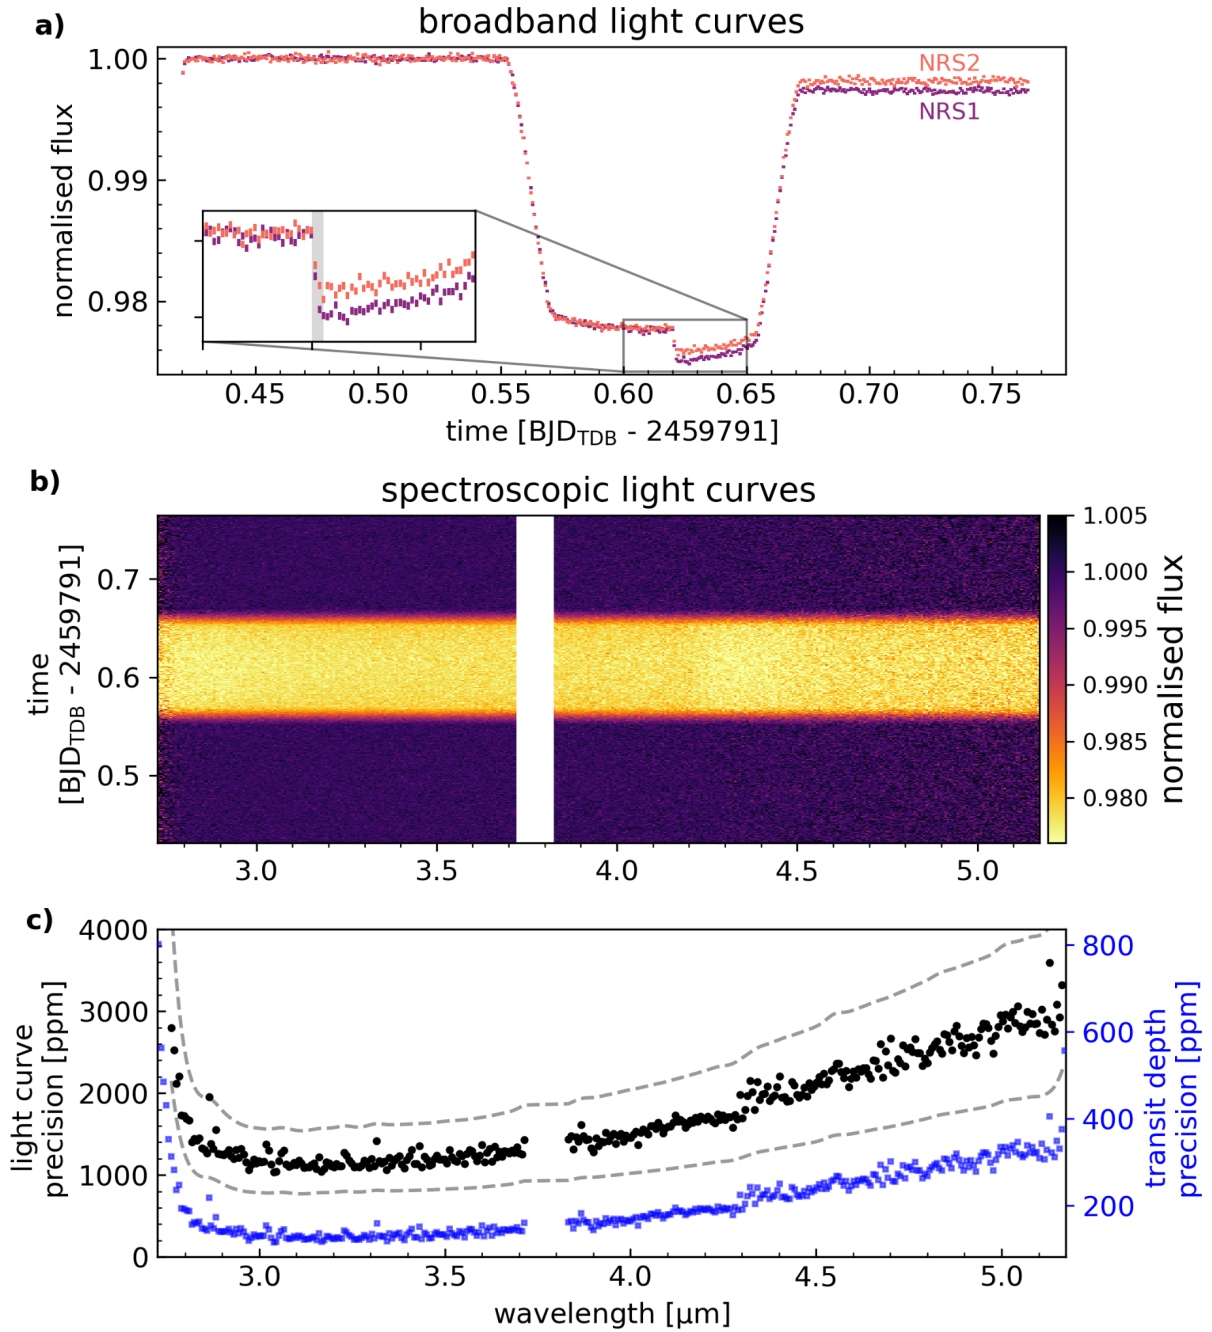 a)
broadband light curves
normalised flux
1.00
0.99
0.98
NRS2
NRS1
0.45 0.50 0.55 0.60 0.65 0.70 0.75
time [BJD_TDB - 2459791]
b)
spectroscopic light curves
time
[BJD_TDB - 2459791]
0.7
0.6
0.5
3.0 3.5 4.0 4.5 5.0
1.005
1.000
0.995
0.990
0.985
0.980
normalised flux
c)
light curve
precision [ppm]
4000
3000
2000
1000
0
800
600
400
200
transit depth
precision [ppm]
3.0 3.5 4.0 4.5 5.0
wavelength [µm]